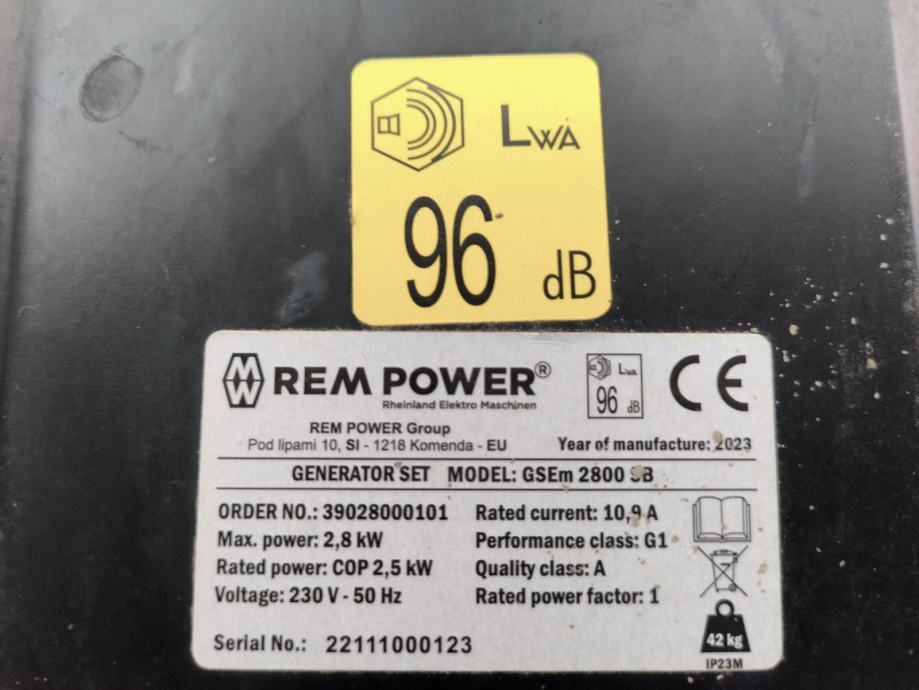 LWA
96 dB
REM POWER®
Rheinland Elektro Maschinen
LWA
96 dB
CE
REM POWER Group
Pod lipami 10, SI - 1218 Komenda - EU
Year of manufacture: 2023
GENERATOR SET MODEL: GSEm 2800 SB
ORDER NO.: 39028000101
Rated current: 10,9 A
Max. power: 2,8 kW
Performance class: G1
Rated power: COP 2,5 kW
Quality class: A
Voltage: 230 V - 50 Hz
Rated power factor: 1
Serial No.: 22111000123
42 kg
IP23M